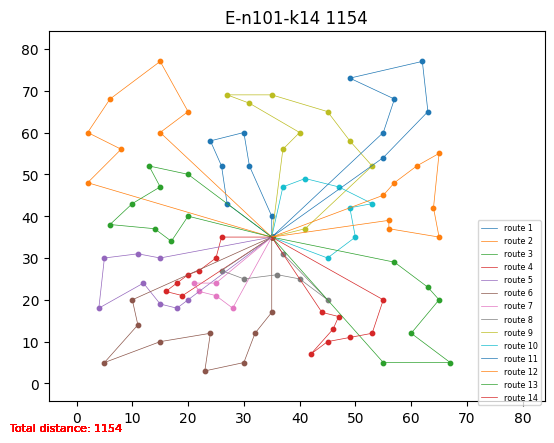 E-n101-k14 1154
80
70
60
50
40
30
20
10
0
0
10
20
30
40
50
60
70
80
route 1
route 2
route 3
route 4
route 5
route 6
route 7
route 8
route 9
route 10
route 11
route 12
route 13
route 14
Total distance: 1154